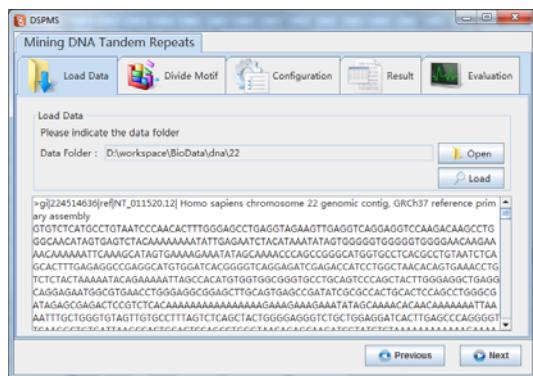 DSPMS
Mining DNA Tandem Repeats
Load Data Divide Motif Configuration Result Evaluation
Load Data
Please indicate the data folder
Data Folder : D:\workspace\BioData\dna\22 Open
Load
>gi|224514636|ref|NT_011520.12| Homo sapiens chromosome 22 genomic contig, GRCh37 reference prim
ary assembly
GTGTCTCATGCCTGTAATCCCAACACTTTGGGAGCCTGAGGTAGAAGTTGAGGTCAGGAGGTCCAAGACAAGCCTG
GGCAACATAGTGAGTCTACAAAAAAAATATTGAGAATCTACATAAATATAGTGGGGGTGGGGGTGGGGAACAAGAA
AACAAAAAATTCAAAGCATAGTGAAAAGAAATATAGCAAAACCCAGCCGGGCATGGTGCCTCACGCCTGTAATCTCA
GCACTTTGAGAGGCCGAGGCATGTGGATCACGGGGTCAGGAGATCGAGACCATCCTGGCTAACACAGTGAAACCTG
TCTCTACTAAAAATACAGAAAAATTAGCCACATGTGGTGGCGGGTGCCTGCAGTCCCAGCTACTTGGGAGGCTGAGG
CAGGAGAATGGCGTGAACCTGGGAGGCGGAGCTTGCAGTGAGCCGATATCGCGCCACTGCACTCCAGCCTGGGCG
ATAGAGCGAGACTCCGTCTCACAAAAAAAAAAAAAAAAAAGAAAGAAAGAAATATAGCAAAACACAACAAAAAAATTAA
AATTTGCTGGGTGTAGTTGTGCCTTTAGTCTCAGCTACTGGGGAGGGTCTGCTGGAGGATCACTTGAGCCCAGGGGT
Previous Next